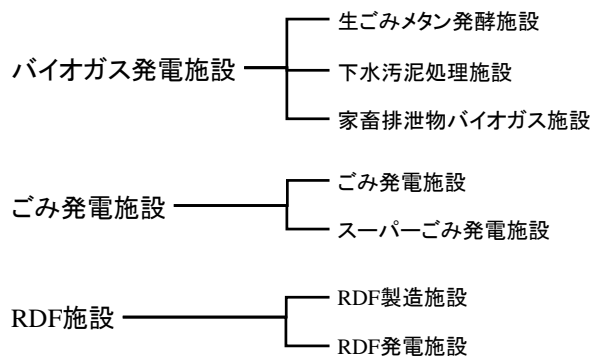 生ごみメタン発酵施設
バイオガス発電施設
下水汚泥処理施設
家畜排泄物バイオガス施設
ごみ発電施設
ごみ発電施設
スーパーごみ発電施設
RDF施設
RDF製造施設
RDF発電施設